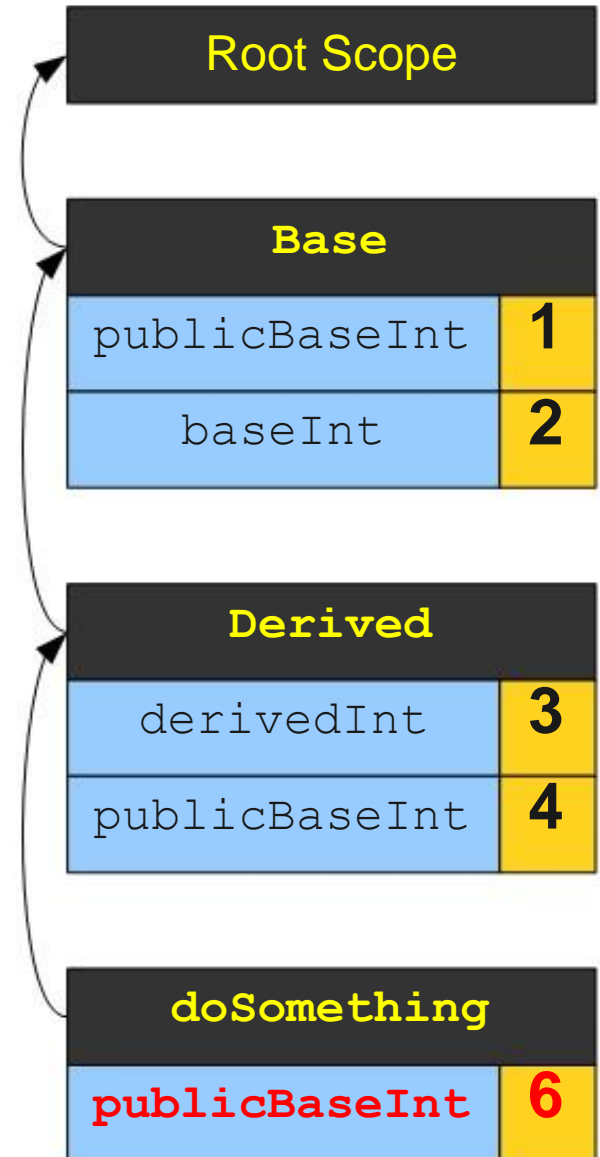 Root Scope
Base
publicBaseInt 1
baseInt 2
Derived
derivedInt 3
publicBaseInt 4
doSomething
publicBaseInt 6